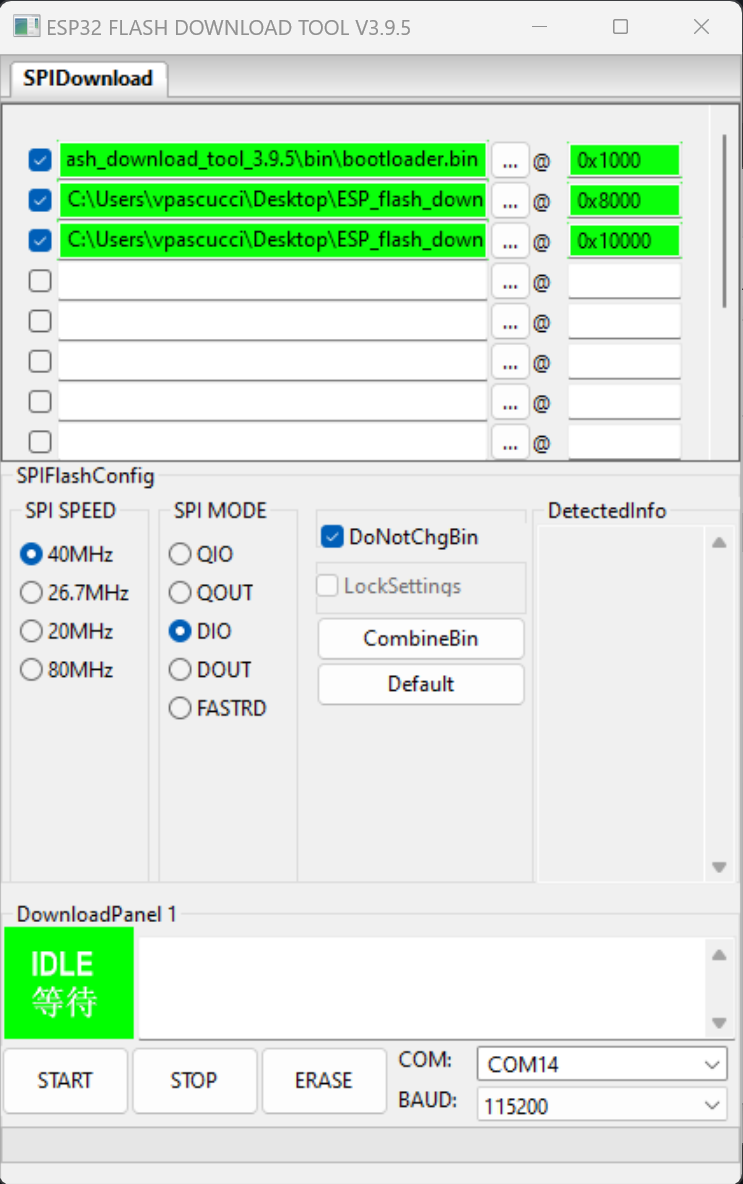 ESP32 FLASH DOWNLOAD TOOL V3.9.5
SPIDownload
ash_download_tool_3.9.5\bin\bootloader.bin ... @ 0x1000
C:\Users\vpascucci\Desktop\ESP_flash_down ... @ 0x8000
C:\Users\vpascucci\Desktop\ESP_flash_down ... @ 0x10000
... @
... @
... @
... @
... @
SPIFlashConfig
SPI SPEED
40MHz
26.7MHz
20MHz
80MHz
SPI MODE
QIO
QOUT
DIO
DOUT
FASTRD
DoNotChgBin
LockSettings
CombineBin
Default
DetectedInfo
DownloadPanel 1
IDLE
等待
START
STOP
ERASE
COM: COM14
BAUD: 115200